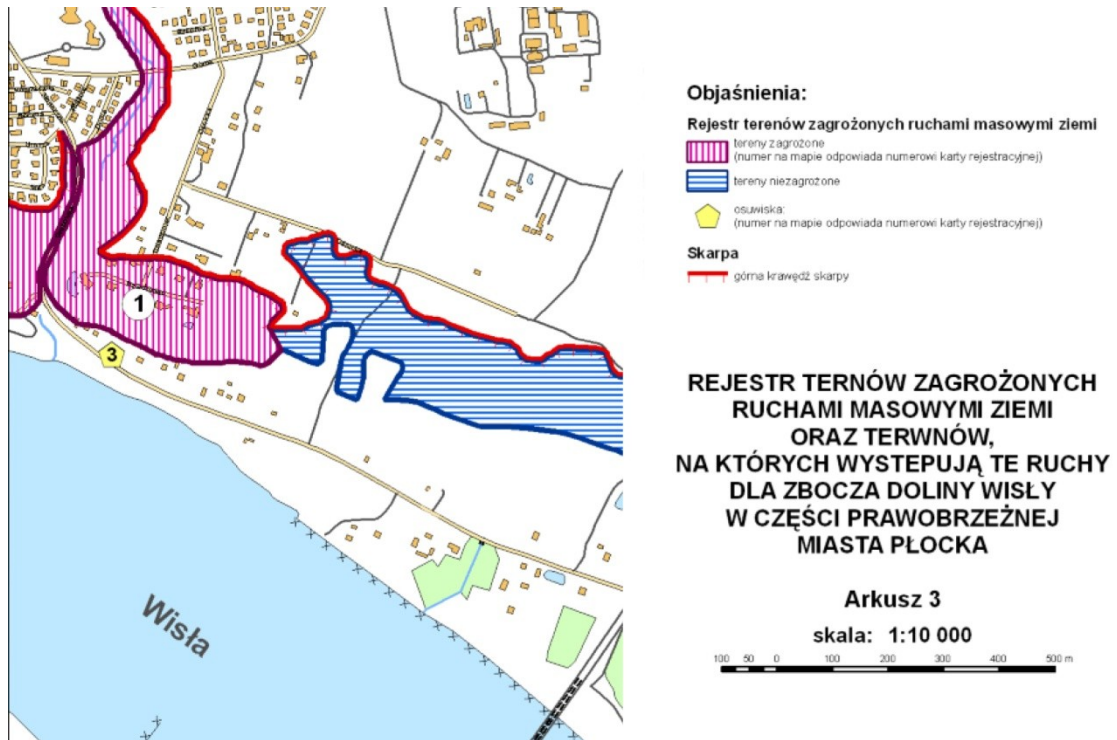 1
3
Wisła
Objaśnienia:
Rejestr terenów zagrożonych ruchami masowymi ziemi
tereny zagrożone
(numer na mapie odpowiada numerowi karty rejestracyjnej)
tereny niezagrożone
osuwiska:
(numer na mapie odpowiada numerowi karty rejestracyjnej)
Skarpa
górna krawędź skarpy
REJESTR TERNÓW ZAGROŻONYCH
RUCHAMI MASOWYMI ZIEMI
ORAZ TERWNÓW,
NA KTÓRYCH WYSTEPUJĄ TE RUCHY
DLA ZBOCZA DOLINY WISŁY
W CZĘŚCI PRAWOBRZEŻNEJ
MIASTA PŁOCKA
Arkusz 3
skala: 1:10 000
100 50 0 100 200 300 400 500 m